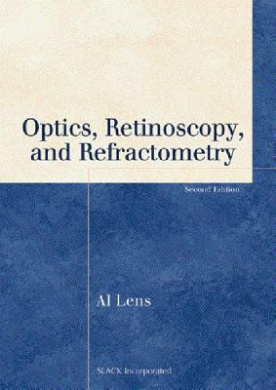 Optics, Retinoscopy,
and Refractometry
Second Edition
Al Lens
SLACK Incorporated